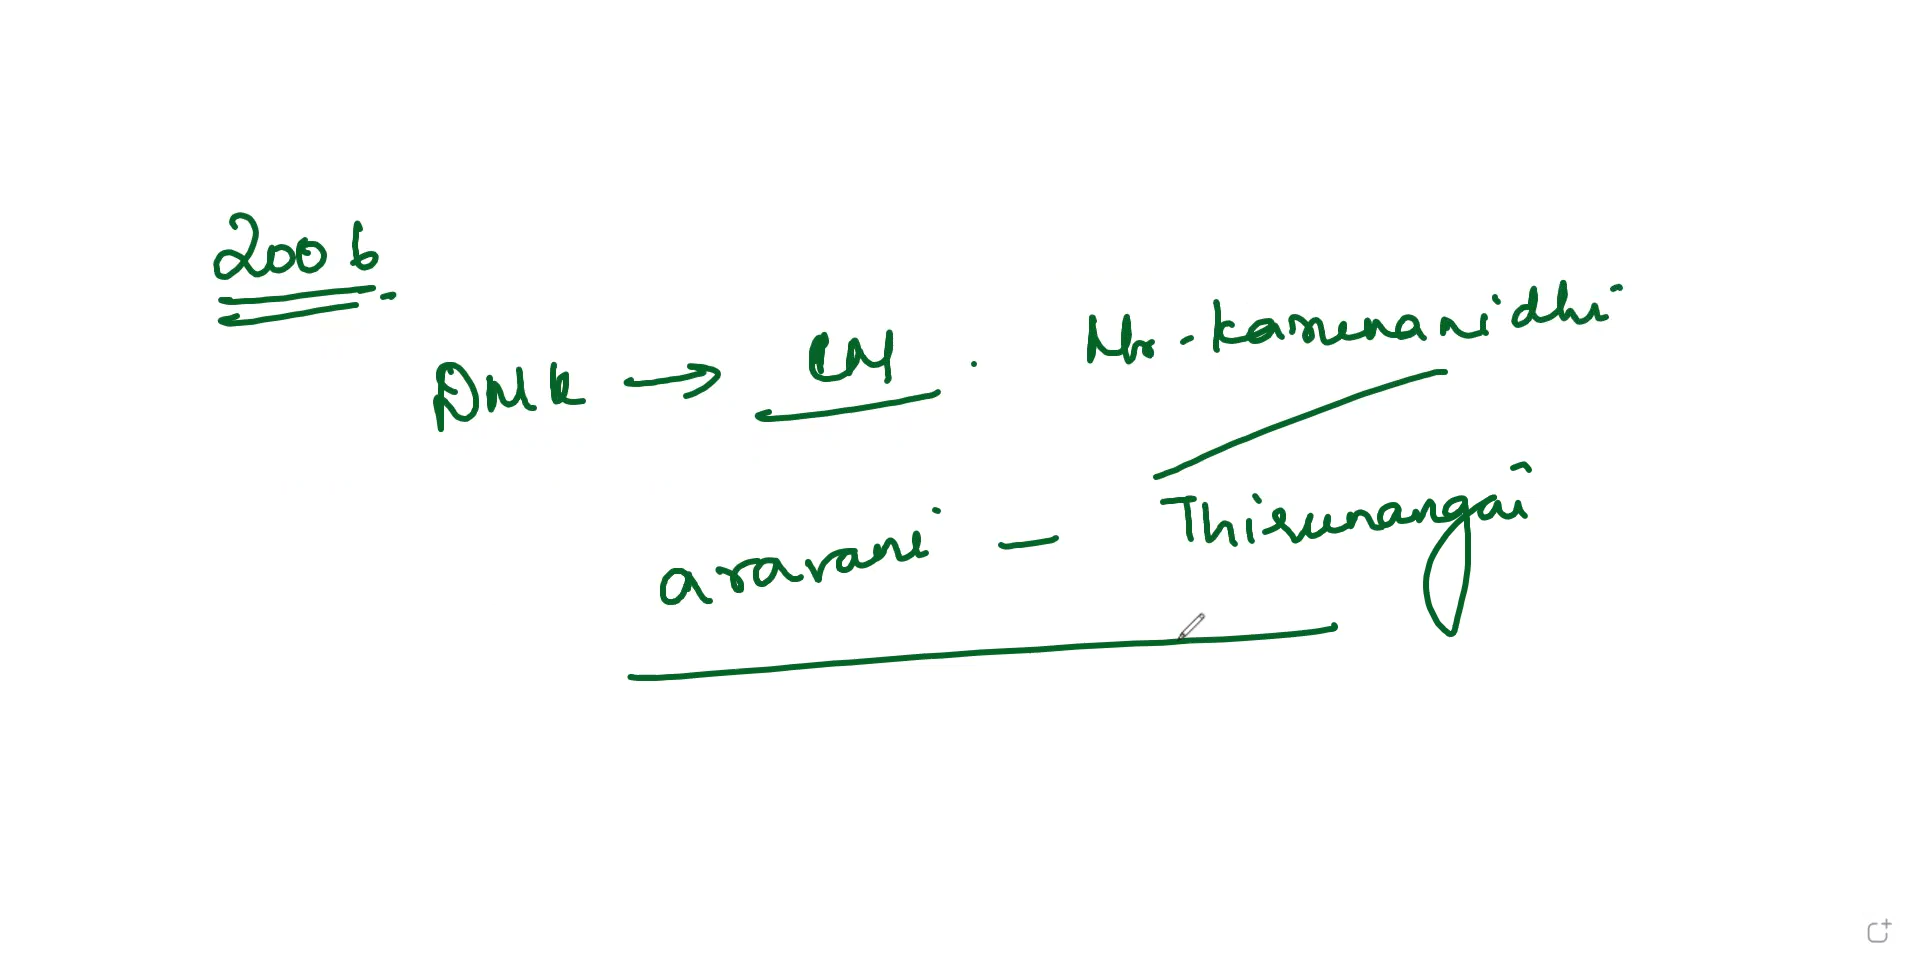 2006
DMK → CM. Mr. Karunanidhi
aravani – Thirunangai